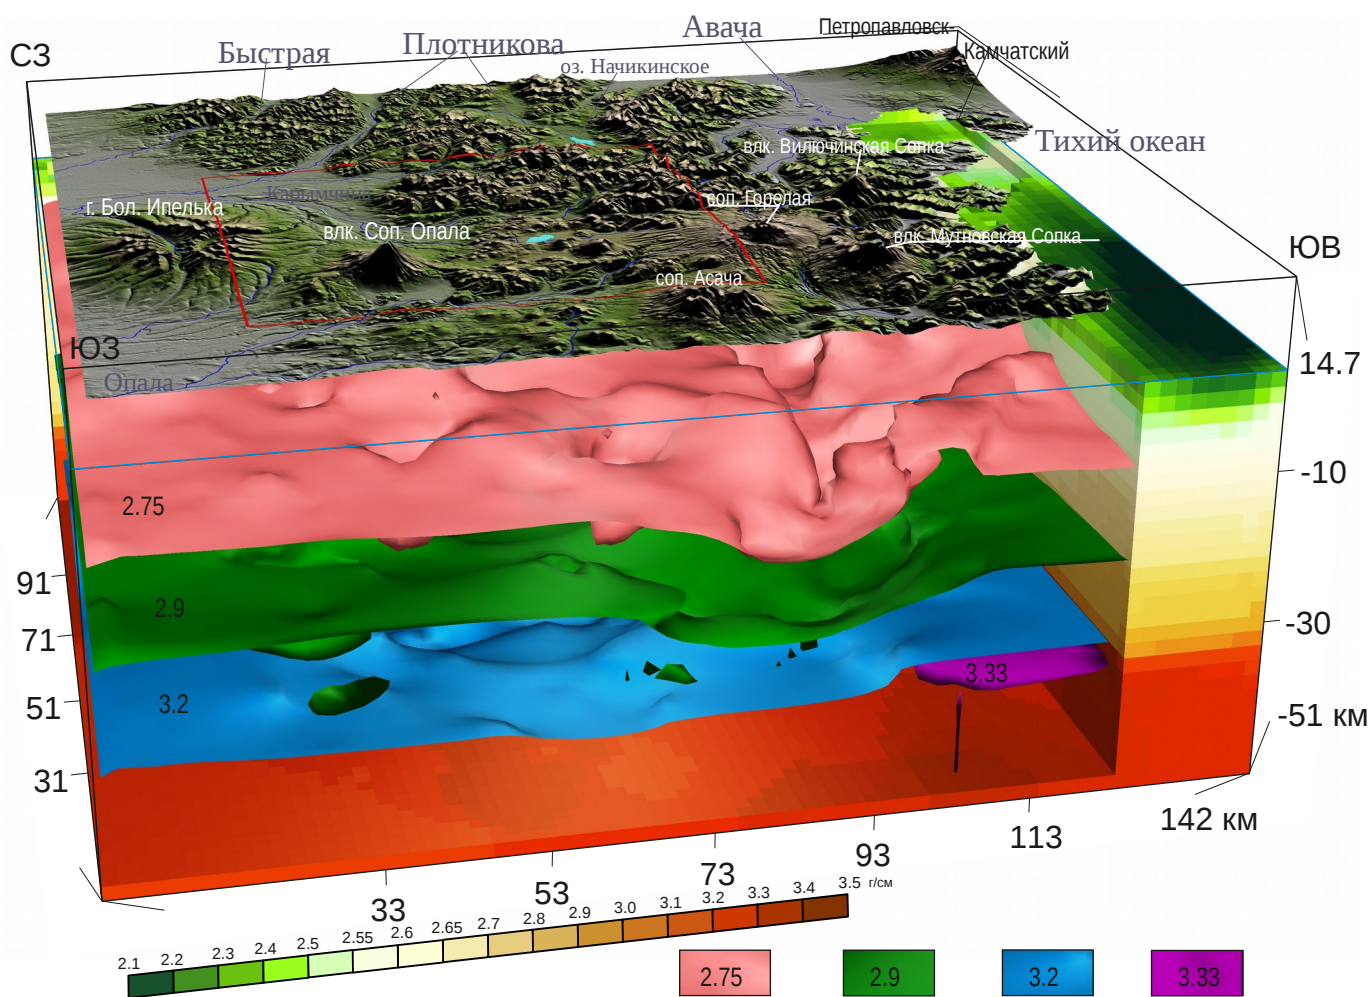 СЗ
Быстрая
Плотникова
оз. Начикинское
Авача
Петропавловск-
Камчатский
Тихий океан
влк. Вилючинская Сопка
Карымчина
соп. Горелая
г. Бол. Ипелька
влк. Соп. Опала
влк. Мутновская Сопка
ЮВ
соп. Асача
ЮЗ
Опала
14.7
-10
-30
-51 км
2.75
2.9
3.2
3.33
91
71
51
31
33
53
73
93
113
142 км
2.1 2.2 2.3 2.4 2.5 2.55 2.6 2.65 2.7 2.8 2.9 3.0 3.1 3.2 3.3 3.4 3.5 г/см
2.75 2.9 3.2 3.33